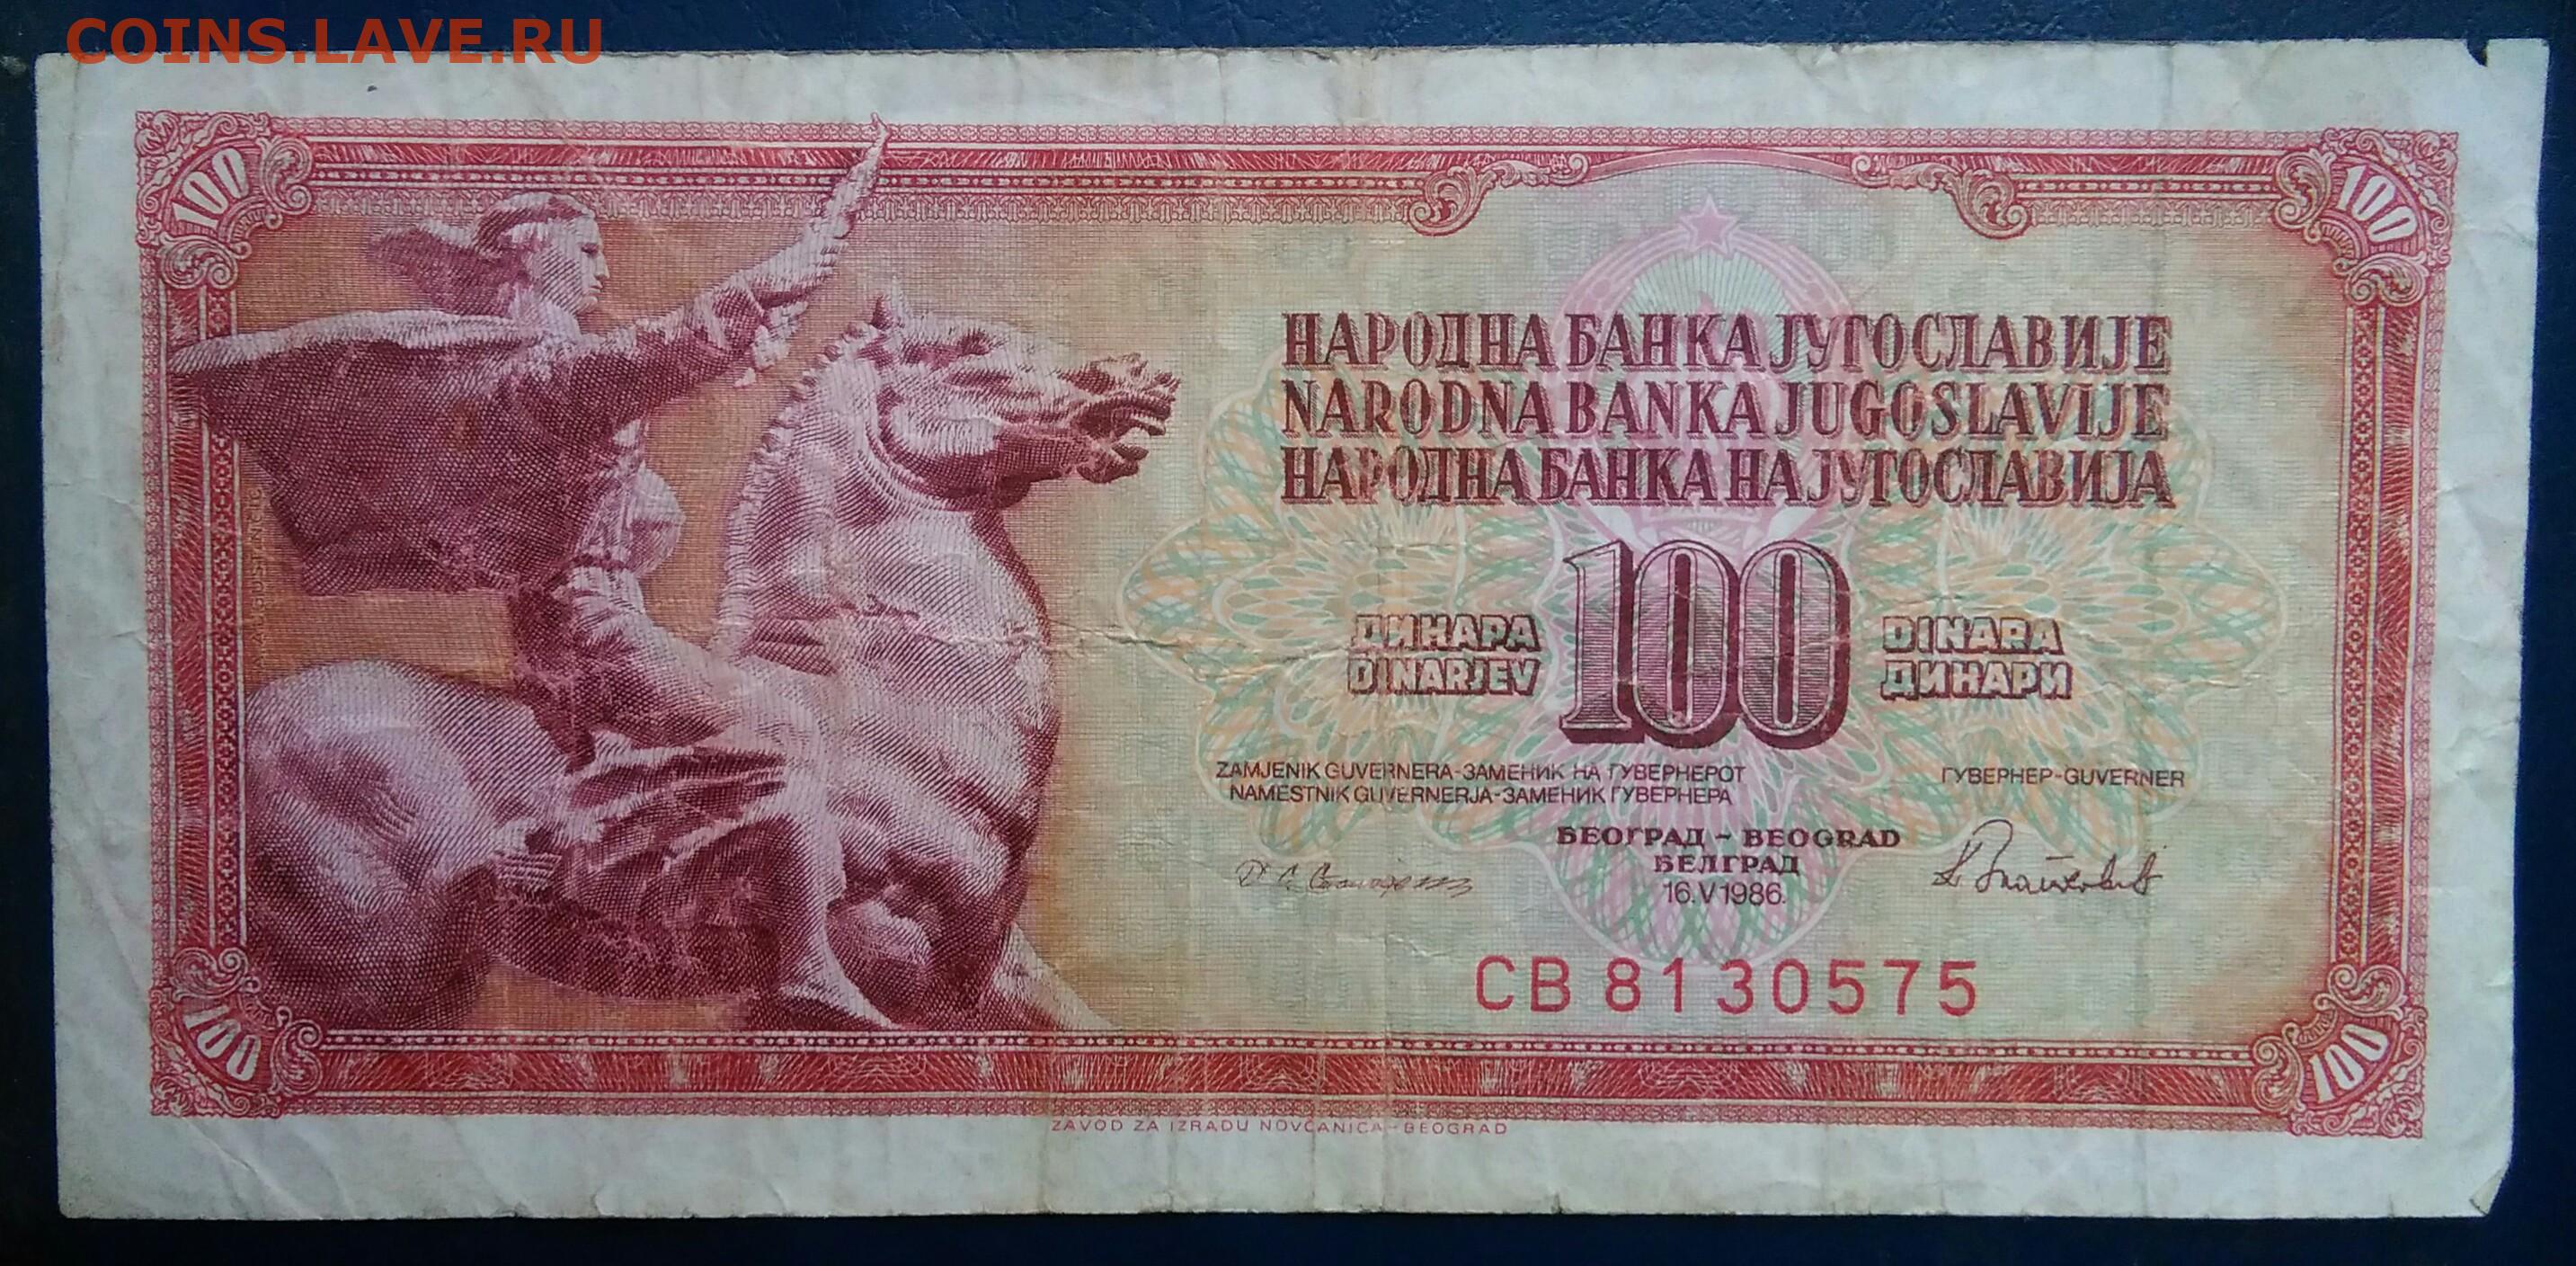 COINS.LAVE.RU
100
100
НАРОДНА БАНКА ЈУГОСЛАВИЈЕ
NARODNA BANKA JUGOSLAVIJE
НАРОДНА БАНКА НА ЈУГОСЛАВИЈА
ДИНАРА 100 DINARA
DINARJEV ДИНАРИ
ZAMJENIK GUVERNERA-ЗАМЕНИК НА ГУВЕРНЕРОТ ГУВЕРНЕР-GUVERNER
NAMESTNIK GUVERNERJA-ЗАМЕНИК ГУВЕРНЕРА
БЕОГРАД - BEOGRAD
БЕЛГРАД
16.V 1986.
СВ 8130575
100
100
ZAVOD ZA IZRADU NOVČANICA - BEOGRAD